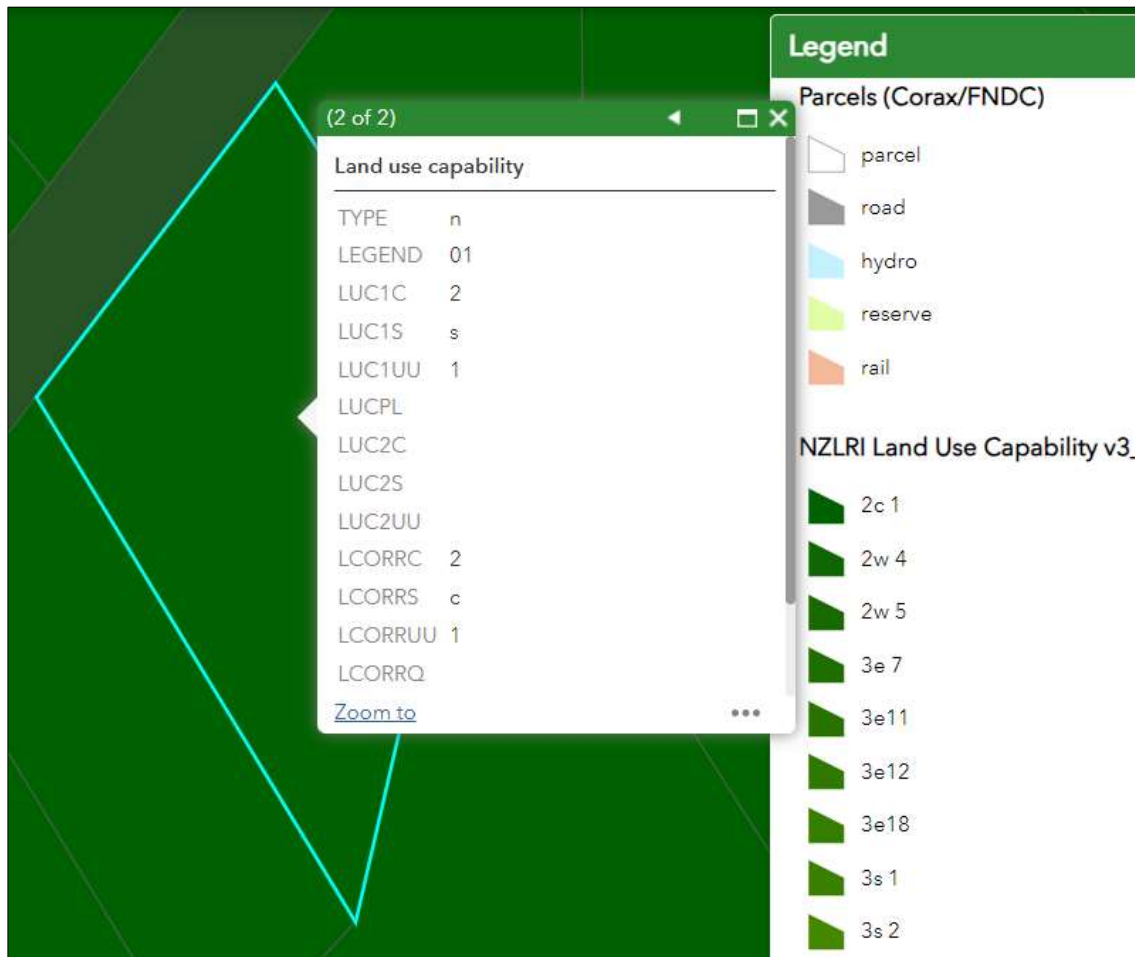 (2 of 2)
Land use capability
TYPE n
LEGEND 01
LUC1C 2
LUC1S s
LUC1UU 1
LUCPL
LUC2C
LUC2S
LUC2UU
LCORRC 2
LCORRS c
LCORRUU 1
LCORRQ
Zoom to
Legend
Parcels (Corax/FNDC)
parcel
road
hydro
reserve
rail
NZLRI Land Use Capability v3_
2c 1
2w 4
2w 5
3e 7
3e11
3e12
3e18
3s 1
3s 2